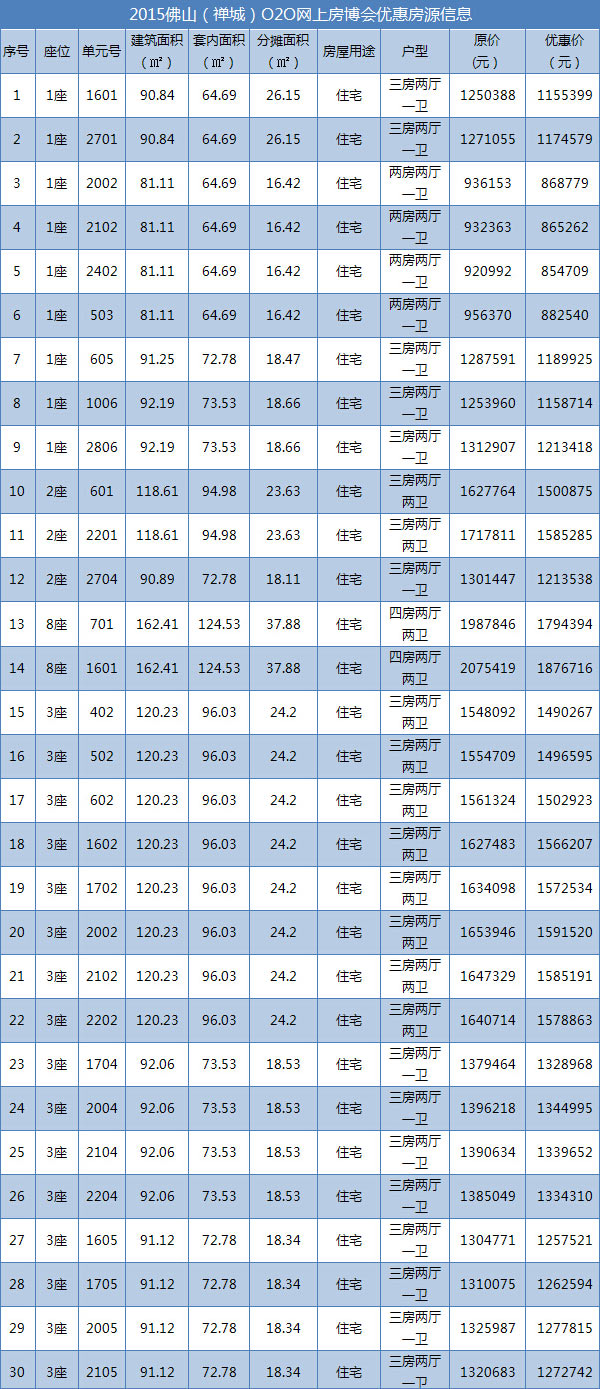 2015佛山（禅城）O2O网上房博会优惠房源信息
序号 座位 单元号 建筑面积（㎡） 套内面积（㎡） 分摊面积（㎡） 房屋用途 户型 原价（元） 优惠价（元）
1 1座 1601 90.84 64.69 26.15 住宅 三房两厅一卫 1250388 1155399
2 1座 2701 90.84 64.69 26.15 住宅 三房两厅一卫 1271055 1174579
3 1座 2002 81.11 64.69 16.42 住宅 两房两厅一卫 936153 868779
4 1座 2102 81.11 64.69 16.42 住宅 两房两厅一卫 932363 865262
5 1座 2402 81.11 64.69 16.42 住宅 两房两厅一卫 920992 854709
6 1座 503 81.11 64.69 16.42 住宅 两房两厅一卫 956370 882540
7 1座 605 91.25 72.78 18.47 住宅 三房两厅一卫 1287591 1189925
8 1座 1006 92.19 73.53 18.66 住宅 三房两厅一卫 1253960 1158714
9 1座 2806 92.19 73.53 18.66 住宅 三房两厅一卫 1312907 1213418
10 2座 601 118.61 94.98 23.63 住宅 三房两厅两卫 1627764 1500875
11 2座 2201 118.61 94.98 23.63 住宅 三房两厅两卫 1717811 1585285
12 2座 2704 90.89 72.78 18.11 住宅 三房两厅一卫 1301447 1213538
13 8座 701 162.41 124.53 37.88 住宅 四房两厅两卫 1987846 1794394
14 8座 1601 162.41 124.53 37.88 住宅 四房两厅两卫 2075419 1876716
15 3座 402 120.23 96.03 24.2 住宅 三房两厅两卫 1548092 1490267
16 3座 502 120.23 96.03 24.2 住宅 三房两厅两卫 1554709 1496595
17 3座 602 120.23 96.03 24.2 住宅 三房两厅两卫 1561324 1502923
18 3座 1602 120.23 96.03 24.2 住宅 三房两厅两卫 1627483 1566207
19 3座 1702 120.23 96.03 24.2 住宅 三房两厅两卫 1634098 1572534
20 3座 2002 120.23 96.03 24.2 住宅 三房两厅两卫 1653946 1591520
21 3座 2102 120.23 96.03 24.2 住宅 三房两厅两卫 1647329 1585191
22 3座 2202 120.23 96.03 24.2 住宅 三房两厅两卫 1640714 1578863
23 3座 1704 92.06 73.53 18.53 住宅 三房两厅一卫 1379464 1328968
24 3座 2004 92.06 73.53 18.53 住宅 三房两厅一卫 1396218 1344995
25 3座 2104 92.06 73.53 18.53 住宅 三房两厅一卫 1390634 1339652
26 3座 2204 92.06 73.53 18.53 住宅 三房两厅一卫 1385049 1334310
27 3座 1605 91.12 72.78 18.34 住宅 三房两厅一卫 1304771 1257521
28 3座 1705 91.12 72.78 18.34 住宅 三房两厅一卫 1310075 1262594
29 3座 2005 91.12 72.78 18.34 住宅 三房两厅一卫 1325987 1277815
30 3座 2105 91.12 72.78 18.34 住宅 三房两厅一卫 1320683 1272742